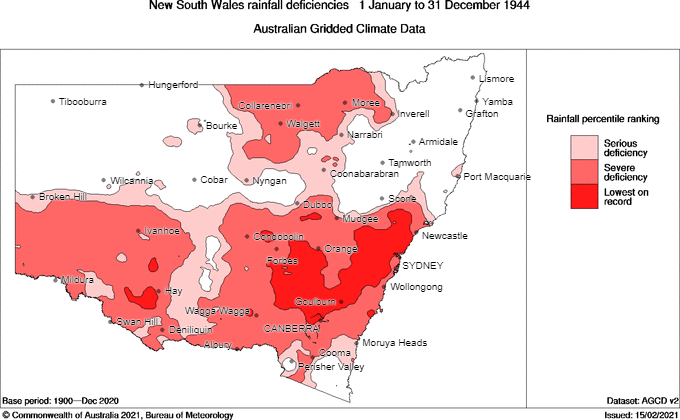 New South Wales rainfall deficiencies 1 January to 31 December 1944
Australian Gridded Climate Data
Lismore
Hungerford
Tibooburra
Collarenebri
Moree
Yamba
Inverell
Grafton
Bourke
Walgett
Narrabri
Armidale
Tamworth
Coonabarabran
Port Macquarie
Wilcannia
Cobar
Nyngan
Broken Hill
Scone
Dubbo
Mudgee
Ivanhoe
Condobolin
Newcastle
Orange
Forbes
SYDNEY
Mildura
Hay
Wollongong
Goulburn
Wagga Wagga
Swan Hill
Deniliquin
CANBERRA
Albury
Moruya Heads
Cooma
Perisher Valley
Rainfall percentile ranking
Serious
deficiency
Severe
deficiency
Lowest on
record
Base period: 1900—Dec 2020
Dataset: AGCD v2
© Commonwealth of Australia 2021, Bureau of Meteorology
Issued: 15/02/2021